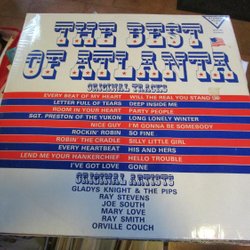 THE BEST
OF ATLANTA
ORIGINAL TRACKS
EVERY BEAT OF MY HEART WILL THE REAL YOU STAND UP
LETTER FULL OF TEARS DEEP INSIDE ME
ROOM IN YOUR HEART PARTY PEOPLE
SGT. PRESTON OF THE YUKON LONG LONELY WINTER
NICE GUY I'M GONNA BE SOMEBODY
ROCKIN' ROBIN SO FINE
ROBIN' THE CRADLE SILLY LITTLE GIRL
EVERY HEARTBEAT HIS AND HERS
LEND ME YOUR HANKERCHIEF HELLO TROUBLE
I'VE GOT LOVE GONE
ORIGINAL ARTISTS
GLADYS KNIGHT & THE PIPS
RAY STEVENS
JOE SOUTH
MARY LOVE
RAY SMITH
ORVILLE COUCH